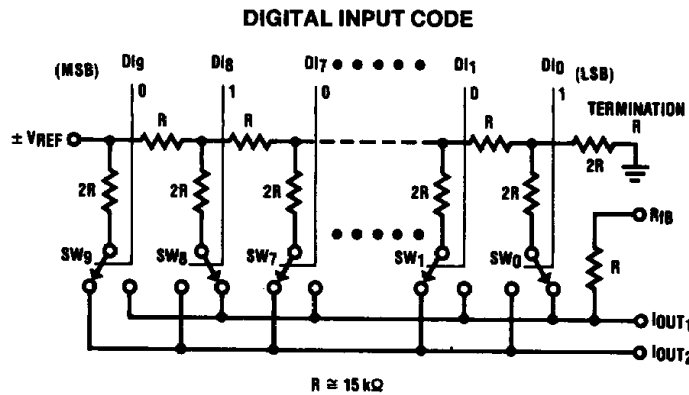 DIGITAL INPUT CODE
(MSB) DI9 DI8 DI7 DI1 DI0 (LSB)
0 1 0 0 1
TERMINATION
R
± VREF R R R 2R
2R 2R 2R 2R 2R
RfB
SW9 SW8 SW7 SW1 SW0 R
IOUT1
IOUT2
R ≅ 15 kΩ